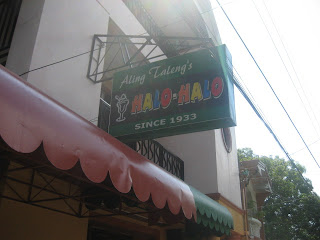 Aling Taleng's
HALO-HALO
SINCE 1933